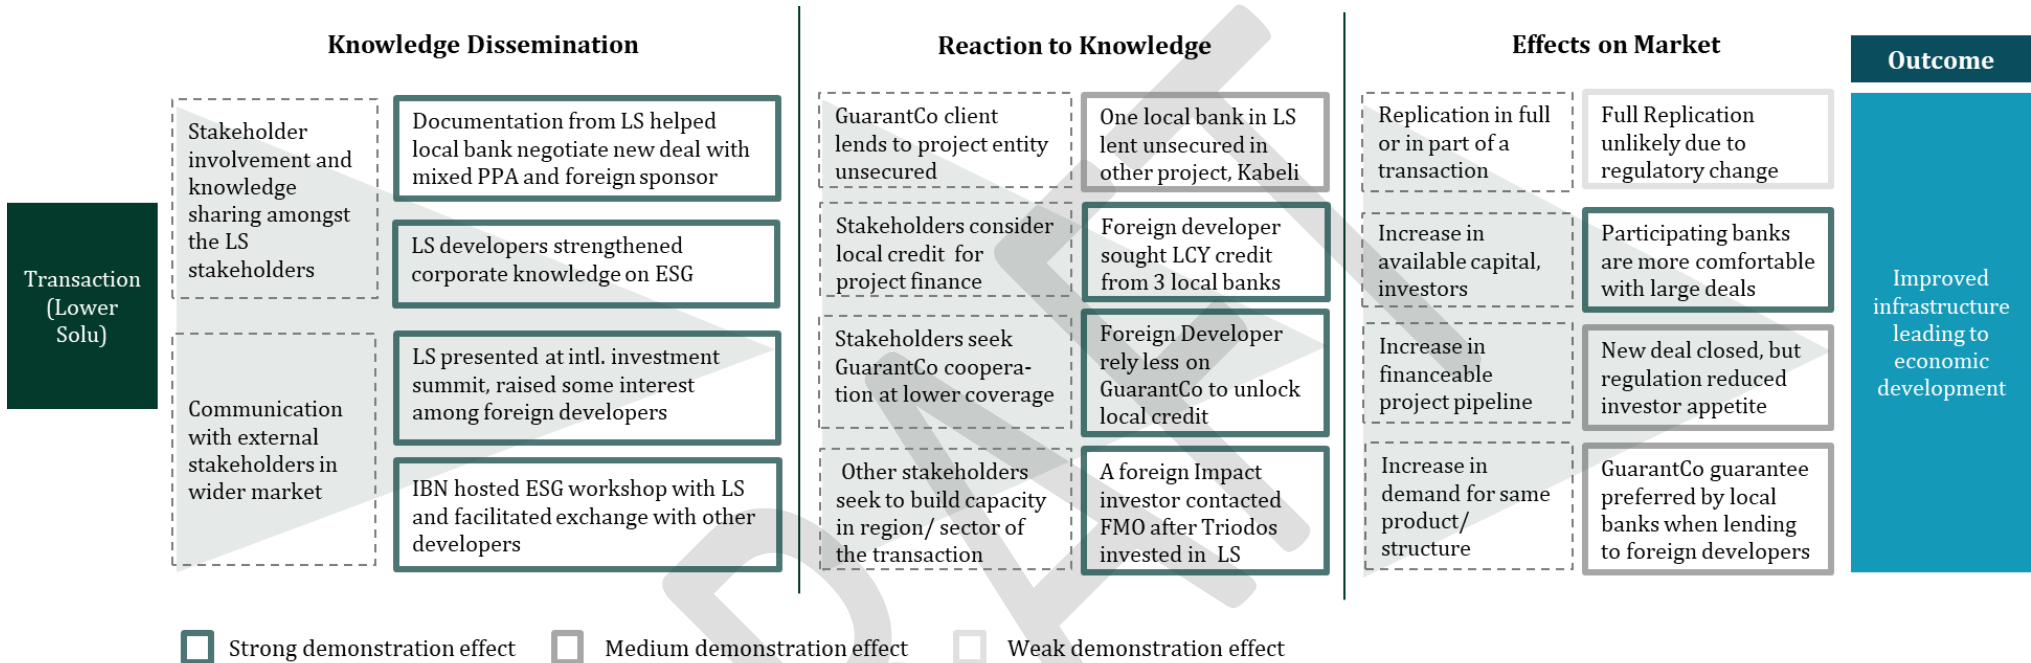 Knowledge Dissemination
Reaction to Knowledge
Effects on Market
Outcome
Transaction
(Lower
Solu)
Stakeholder
involvement and
knowledge
sharing amongst
the LS
stakeholders
Documentation from LS helped
local bank negotiate new deal with
mixed PPA and foreign sponsor
LS developers strengthened
corporate knowledge on ESG
Communication
with external
stakeholders in
wider market
LS presented at intl. investment
summit, raised some interest
among foreign developers
IBN hosted ESG workshop with LS
and facilitated exchange with other
developers
GuarantCo client
lends to project entity
unsecured
One local bank in LS
lent unsecured in
other project, Kabeli
Stakeholders consider
local credit for
project finance
Foreign developer
sought LCY credit
from 3 local banks
Stakeholders seek
GuarantCo coopera-
tion at lower coverage
Foreign Developer
rely less on
GuarantCo to unlock
local credit
Other stakeholders
seek to build capacity
in region/ sector of
the transaction
A foreign Impact
investor contacted
FMO after Triodos
invested in LS
Replication in full
or in part of a
transaction
Full Replication
unlikely due to
regulatory change
Increase in
available capital,
investors
Participating banks
are more comfortable
with large deals
Increase in
financeable
project pipeline
New deal closed, but
regulation reduced
investor appetite
Increase in
demand for same
product/
structure
GuarantCo guarantee
preferred by local
banks when lending
to foreign developers
Improved
infrastructure
leading to
economic
development
Strong demonstration effect
Medium demonstration effect
Weak demonstration effect
DRAFT